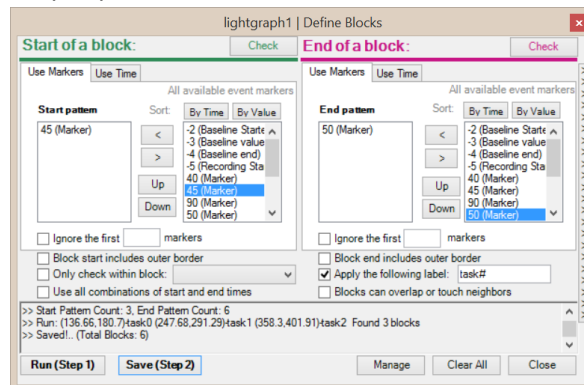 lightgraph1 | Define Blocks
x
Start of a block:
Check
End of a block:
Check
Use Markers
Use Time
Use Markers
Use Time
All available event markers
All available event markers
Start pattern
Sort:
By Time
By Value
End pattern
Sort:
By Time
By Value
45 (Marker)
<
>
Up
Down
-2 (Baseline Starte
-3 (Baseline value
-4 (Baseline end)
-5 (Recording Sta
40 (Marker)
45 (Marker)
90 (Marker)
50 (Marker)
50 (Marker)
<
>
Up
Down
-2 (Baseline Starte
-3 (Baseline value
-4 (Baseline end)
-5 (Recording Sta
40 (Marker)
45 (Marker)
90 (Marker)
50 (Marker)
Ignore the first
markers
Ignore the first
markers
Block start includes outer border
Block end includes outer border
Only check within block:
Apply the following label:
task#
Use all combinations of start and end times
Blocks can overlap or touch neighbors
>> Start Pattern Count: 3, End Pattern Count: 6
>> Run: (136.66,180.7)-task0 (247.68,291.29)-task1 (358.3,401.91)-task2 Found 3 blocks
>> Saved!.. (Total Blocks: 6)
Run (Step 1)
Save (Step 2)
Manage
Clear All
Close